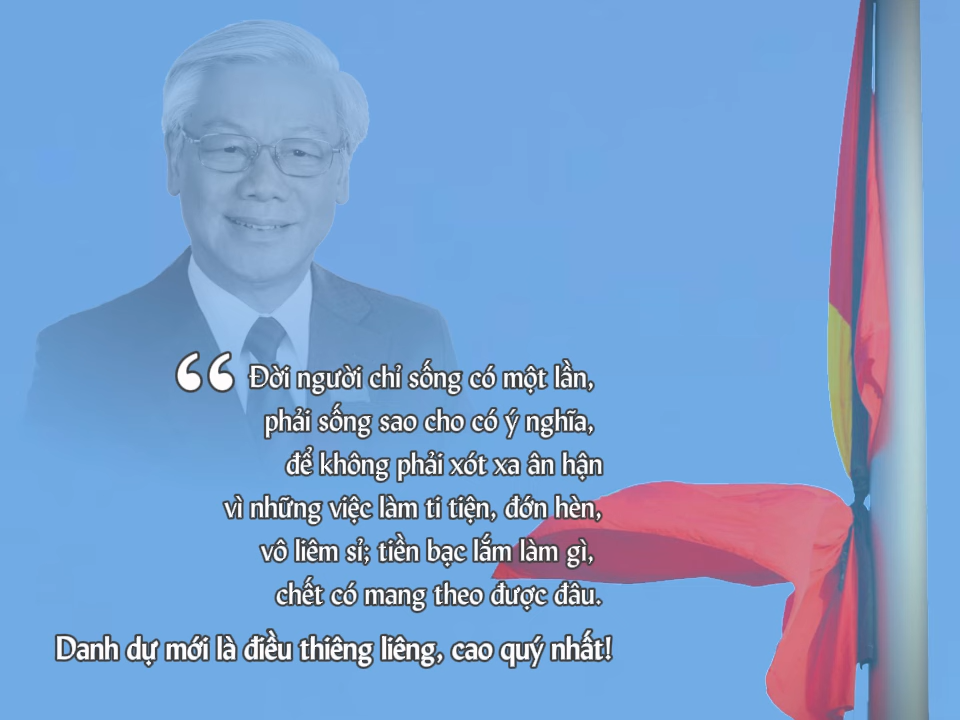 “ Đời người chỉ sống có một lần,
phải sống sao cho có ý nghĩa,
để không phải xót xa ân hận
vì những việc làm ti tiện, đớn hèn,
vô liêm sỉ; tiền bạc lắm làm gì,
chết có mang theo được đâu.
Danh dự mới là điều thiêng liêng, cao quý nhất!